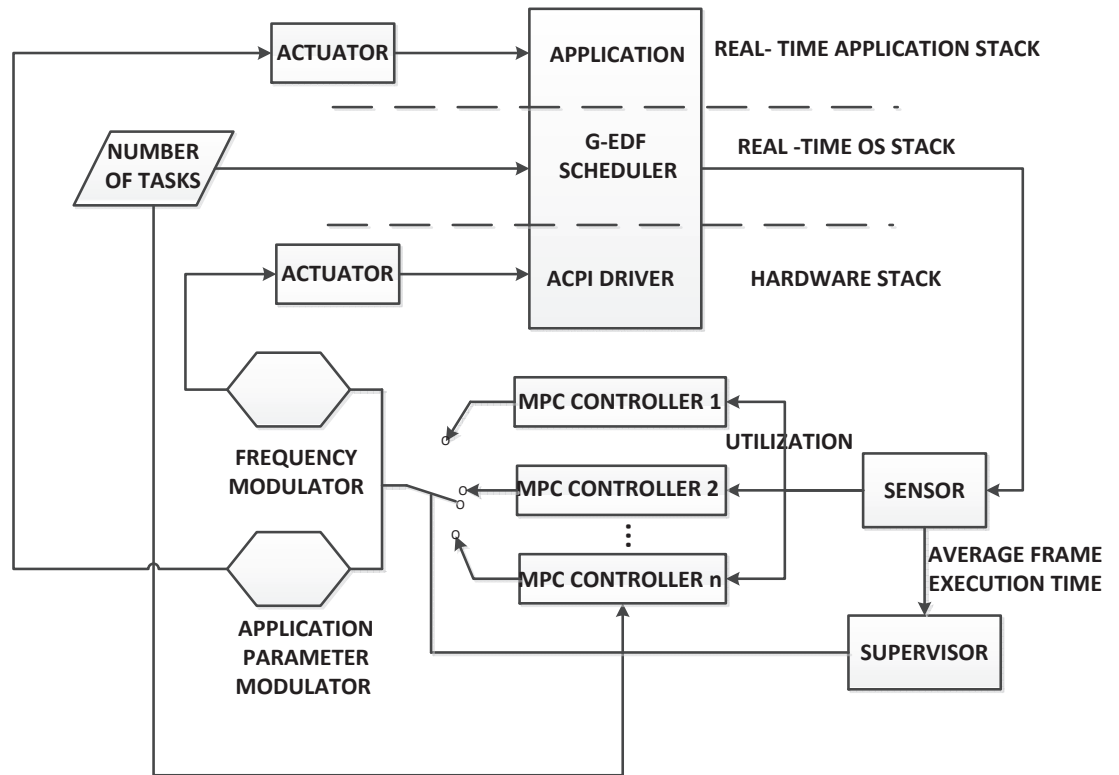 ACTUATOR
APPLICATION
REAL- TIME APPLICATION STACK
NUMBER
OF TASKS
G-EDF
SCHEDULER
REAL -TIME OS STACK
ACTUATOR
ACPI DRIVER
HARDWARE STACK
MPC CONTROLLER 1
UTILIZATION
FREQUENCY
MODULATOR
MPC CONTROLLER 2
SENSOR
MPC CONTROLLER n
AVERAGE FRAME
EXECUTION TIME
APPLICATION
PARAMETER
MODULATOR
SUPERVISOR